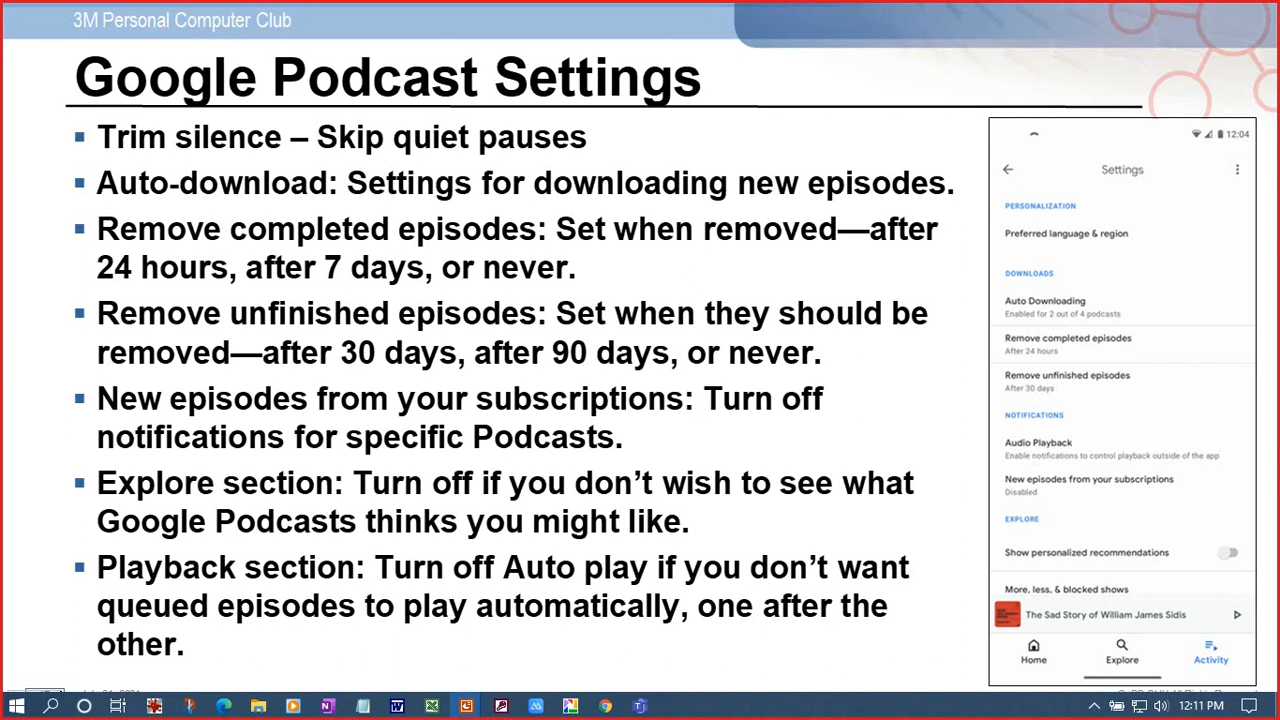 3M Personal Computer Club
Google Podcast Settings
Trim silence – Skip quiet pauses
Auto-download: Settings for downloading new episodes.
Remove completed episodes: Set when removed—after
24 hours, after 7 days, or never.
Remove unfinished episodes: Set when they should be
removed—after 30 days, after 90 days, or never.
New episodes from your subscriptions: Turn off
notifications for specific Podcasts.
Explore section: Turn off if you don’t wish to see what
Google Podcasts thinks you might like.
Playback section: Turn off Auto play if you don’t want
queued episodes to play automatically, one after the
other.
12:04
Settings
PERSONALIZATION
Preferred language & region
DOWNLOADS
Auto Downloading
Enabled for 2 out of 4 podcasts
Remove completed episodes
After 24 hours
Remove unfinished episodes
After 30 days
NOTIFICATIONS
Audio Playback
Enable notifications to control playback outside of the app
New episodes from your subscriptions
Disabled
EXPLORE
Show personalized recommendations
More, less, & blocked shows
The Sad Story of William James Sidis
Home
Explore
Activity
12:11 PM